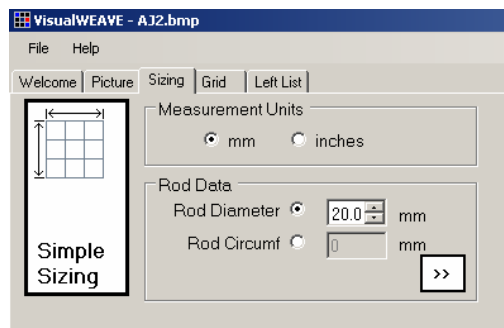 VisualWEAVE - AJ2.bmp
File Help
Welcome Picture Sizing Grid Left List
Measurement Units
mm inches
Rod Data
Rod Diameter 20.0 mm
Rod Circumf 0 mm
Simple
Sizing
>>